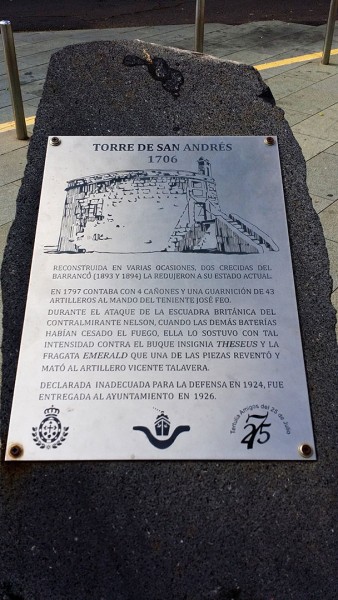 TORRE DE SAN ANDRÉS
1706
RECONSTRUIDA EN VARIAS OCASIONES, DOS CRECIDAS DEL
BARRANCO (1893 Y 1894) LA REDUJERON A SU ESTADO ACTUAL.
EN 1797 CONTABA CON 4 CAÑONES Y UNA GUARNICIÓN DE 43
ARTILLEROS AL MANDO DEL TENIENTE JOSÉ FEO.
DURANTE EL ATAQUE DE LA ESCUADRA BRITÁNICA DEL
CONTRALMIRANTE NELSON, CUANDO LAS DEMÁS BATERÍAS
HABÍAN CESADO EL FUEGO, ELLA LO SOSTUVO CON TAL
INTENSIDAD CONTRA EL BUQUE INSIGNIA THESEUS Y LA
FRAGATA EMERALD QUE UNA DE LAS PIEZAS REVENTÓ Y
MATÓ AL ARTILLERO VICENTE TALAVERA.
DECLARADA INADECUADA PARA LA DEFENSA EN 1924, FUE
ENTREGADA AL AYUNTAMIENTO EN 1926.
Tertulia Amigos del 25 de Julio
25